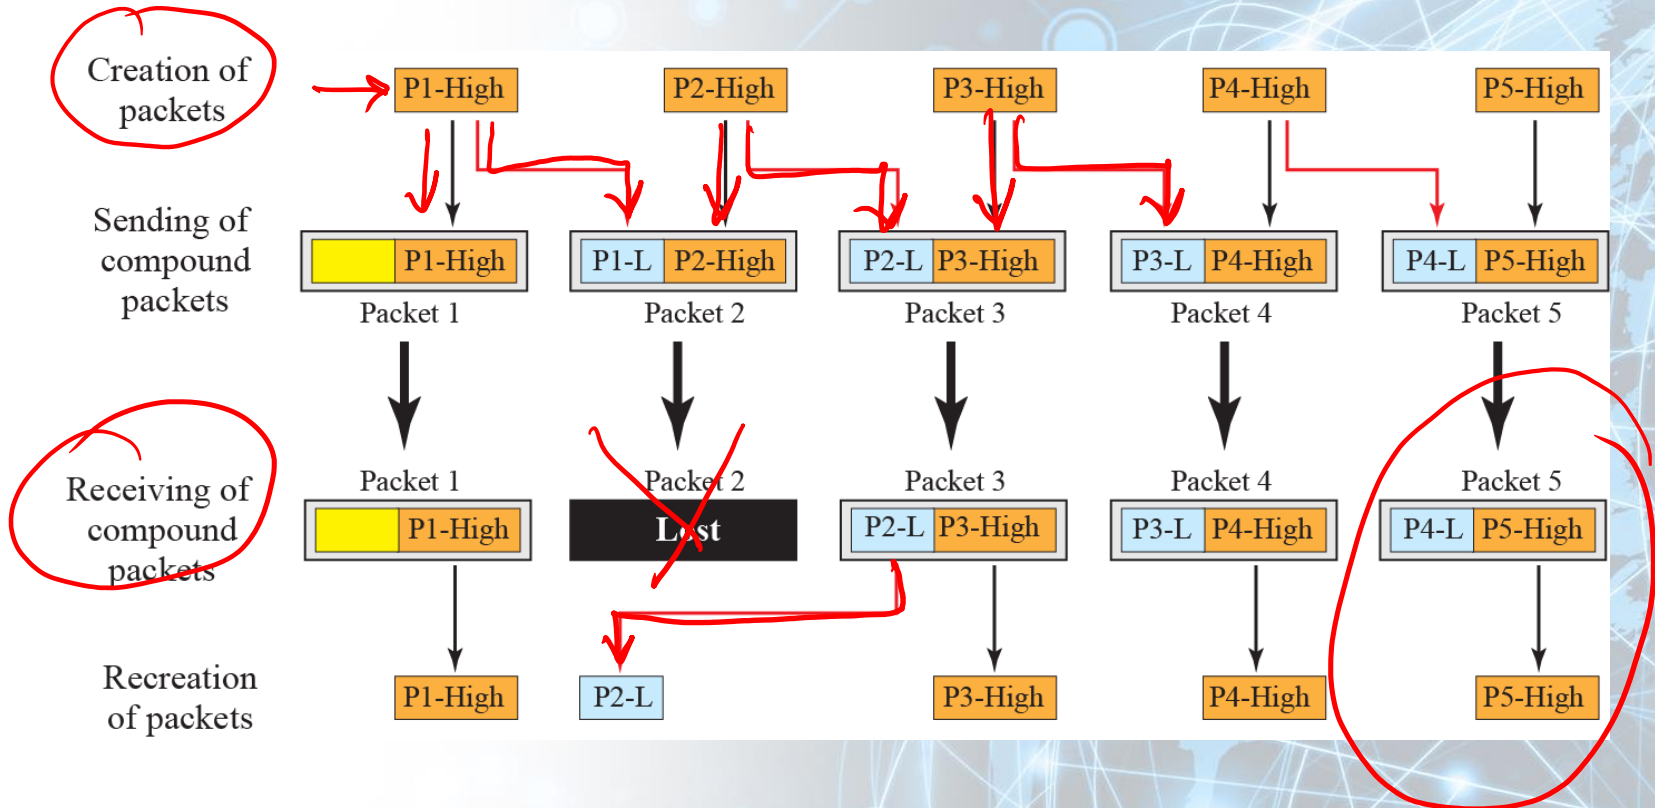 Creation of
packets
P1-High
P2-High
P3-High
P4-High
P5-High
Sending of
compound
packets
P1-High
P1-L
P2-High
P2-L
P3-High
P3-L
P4-High
P4-L
P5-High
Packet 1
Packet 2
Packet 3
Packet 4
Packet 5
Receiving of
compound
packets
Packet 1
Packet 2
Packet 3
Packet 4
Packet 5
P1-High
Lost
P2-L
P3-High
P3-L
P4-High
P4-L
P5-High
Recreation
of packets
P1-High
P2-L
P3-High
P4-High
P5-High